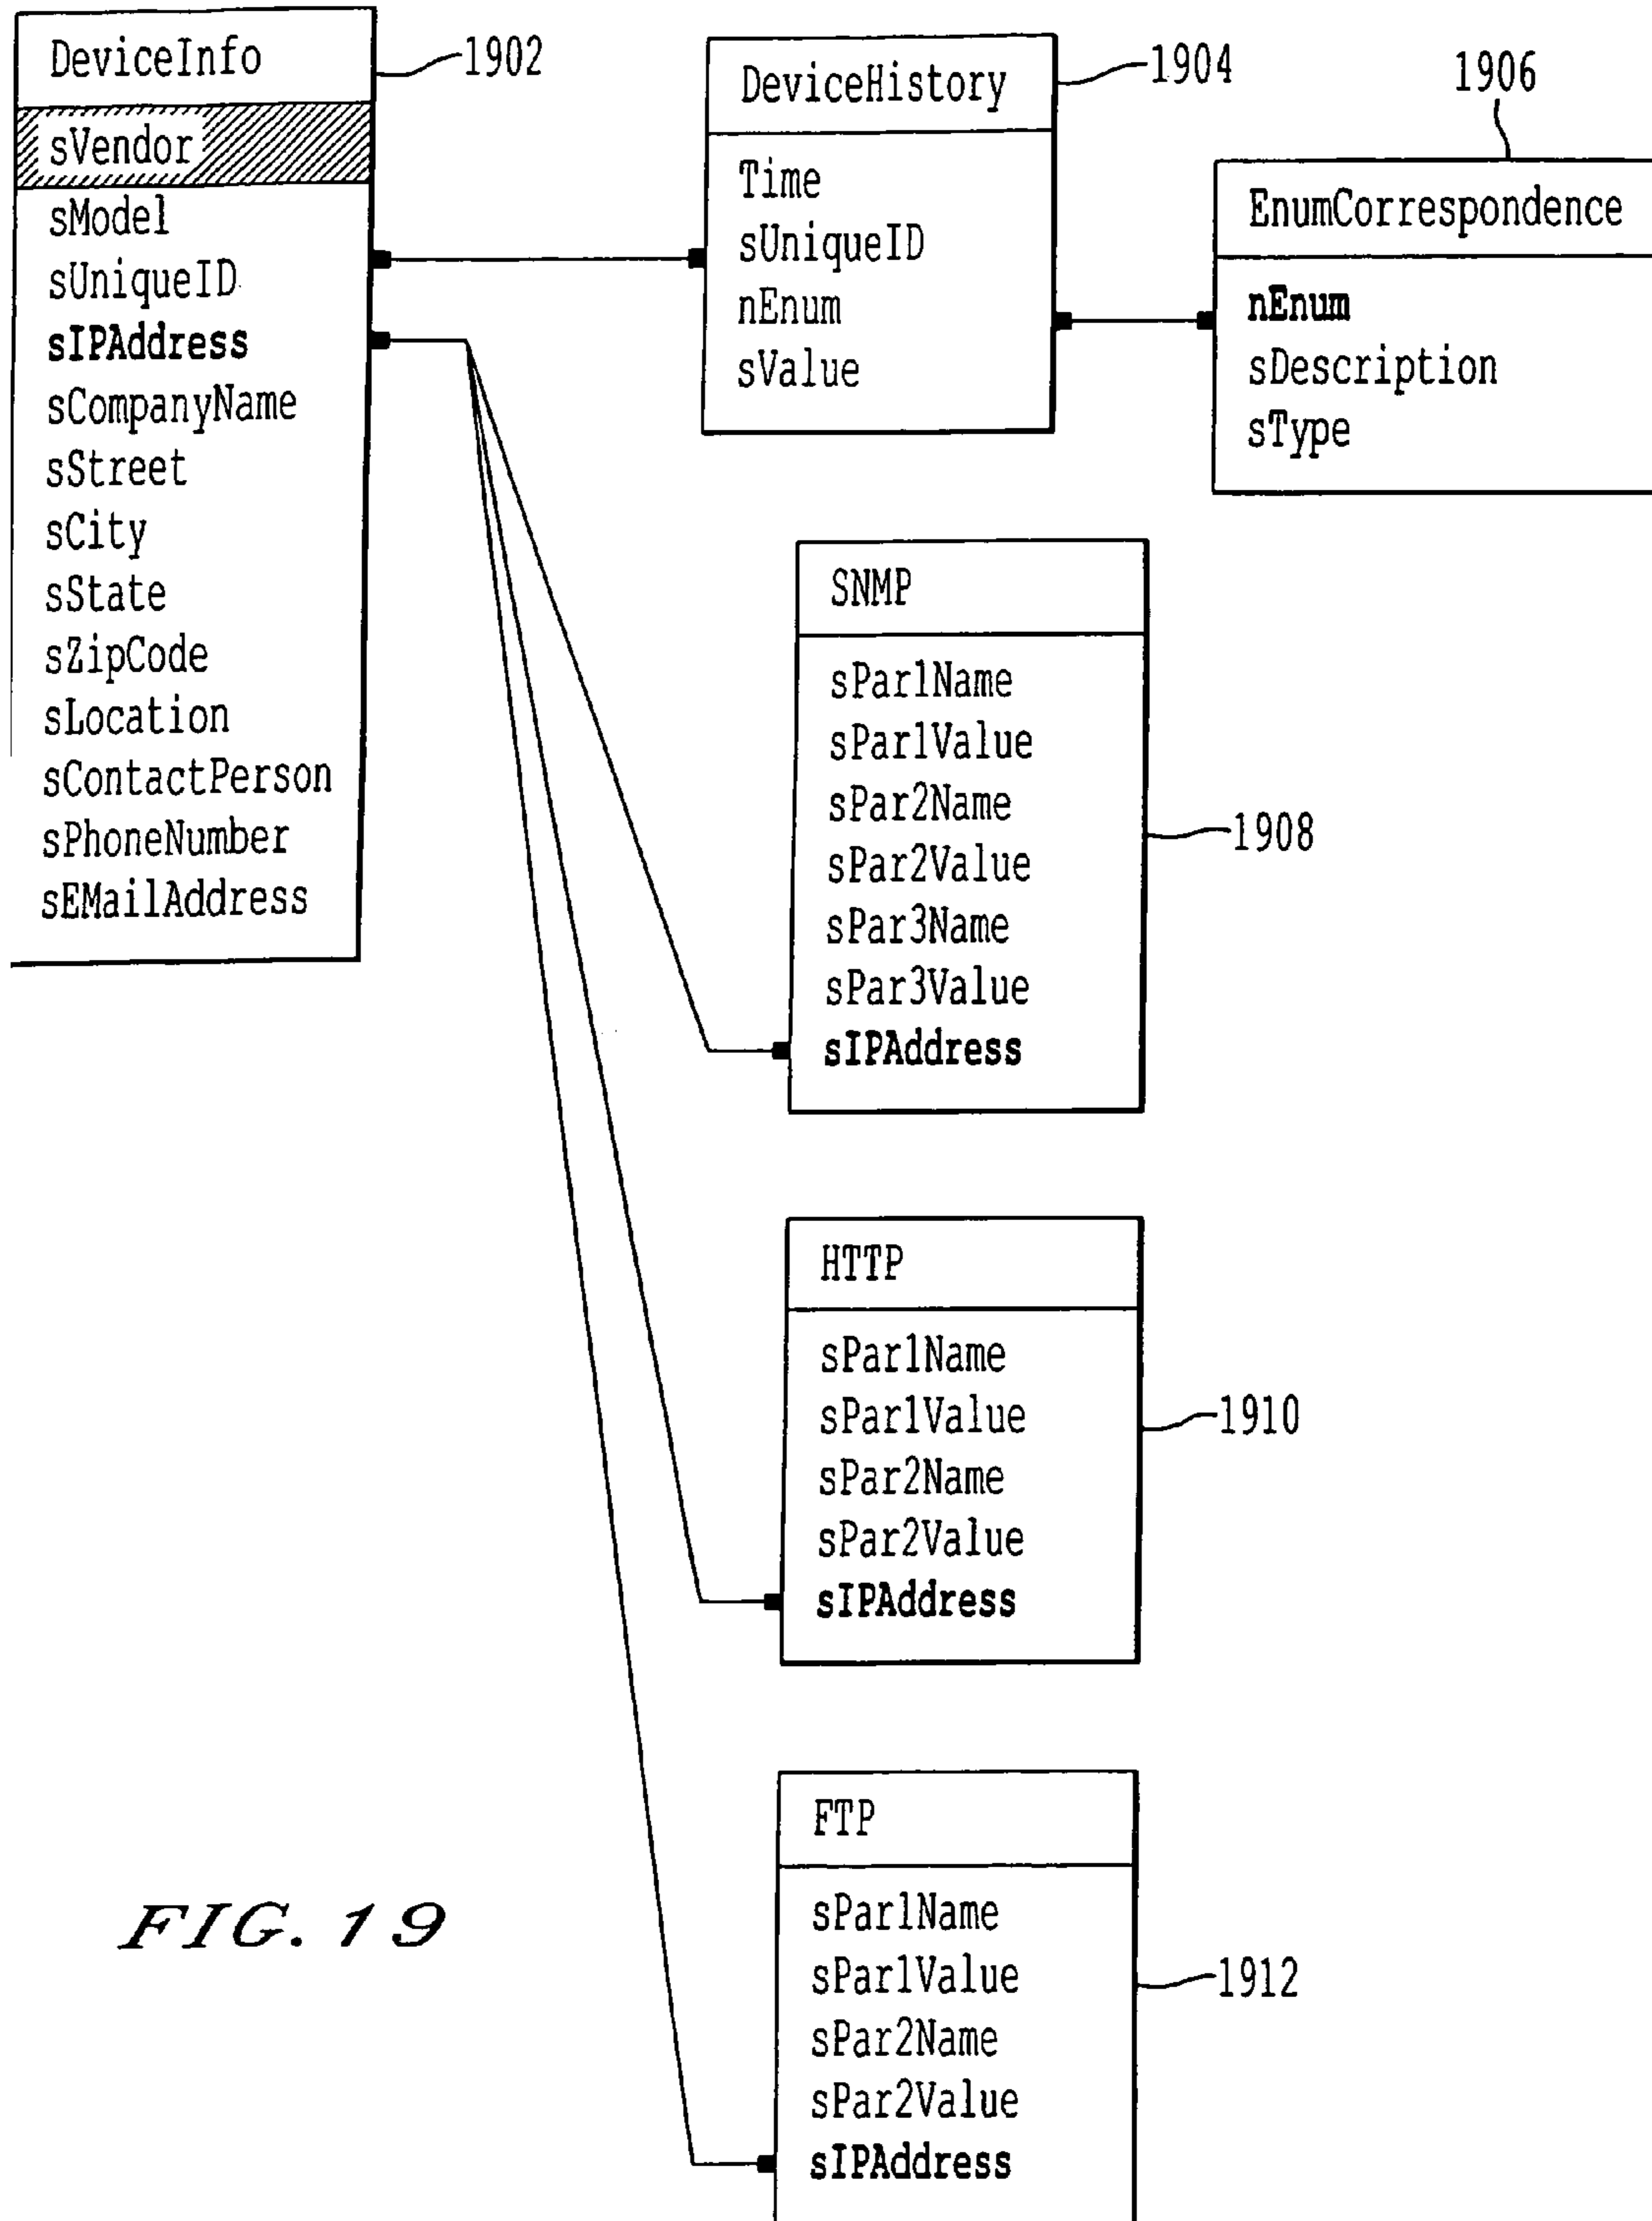 DeviceInfo
1902
sVendor
sModel
sUniqueID
sIPAddress
sCompanyName
sStreet
sCity
sState
sZipCode
sLocation
sContactPerson
sPhoneNumber
sEMailAddress
DeviceHistory
1904
Time
sUniqueID
nEnum
sValue
1906
EnumCorrespondence
nEnum
sDescription
sType
SNMP
sPar1Name
sPar1Value
sPar2Name
sPar2Value
sPar3Name
sPar3Value
sIPAddress
1908
HTTP
sPar1Name
sPar1Value
sPar2Name
sPar2Value
sIPAddress
1910
FTP
sPar1Name
sPar1Value
sPar2Name
sPar2Value
sIPAddress
1912
FIG. 19